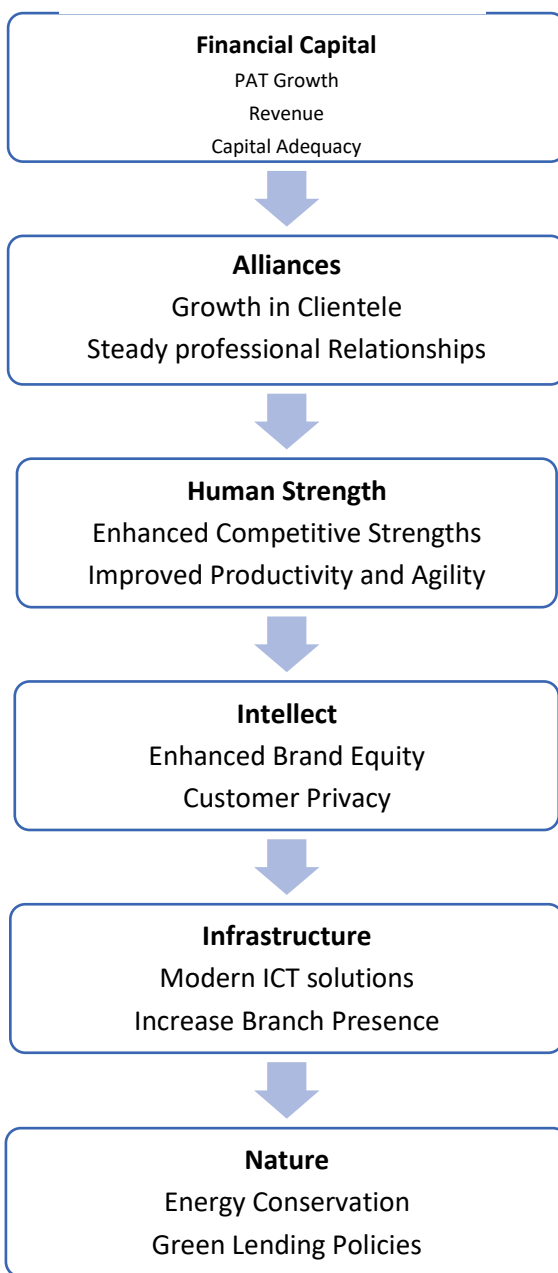 Financial Capital
PAT Growth
Revenue
Capital Adequacy
Alliances
Growth in Clientele
Steady professional Relationships
Human Strength
Enhanced Competitive Strengths
Improved Productivity and Agility
Intellect
Enhanced Brand Equity
Customer Privacy
Infrastructure
Modern ICT solutions
Increase Branch Presence
Nature
Energy Conservation
Green Lending Policies